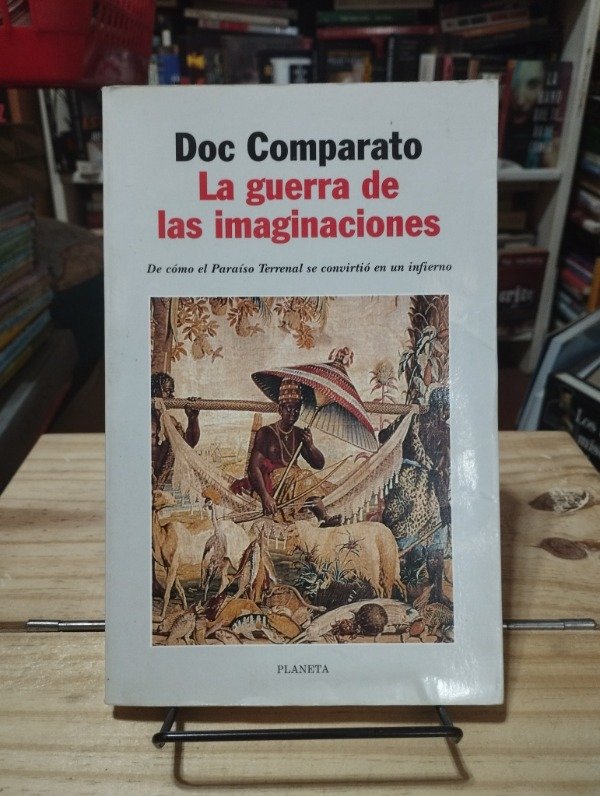 Doc Comparato
La guerra de
las imaginaciones
De cómo el Paraíso Terrenal se convirtió en un infierno
PLANETA